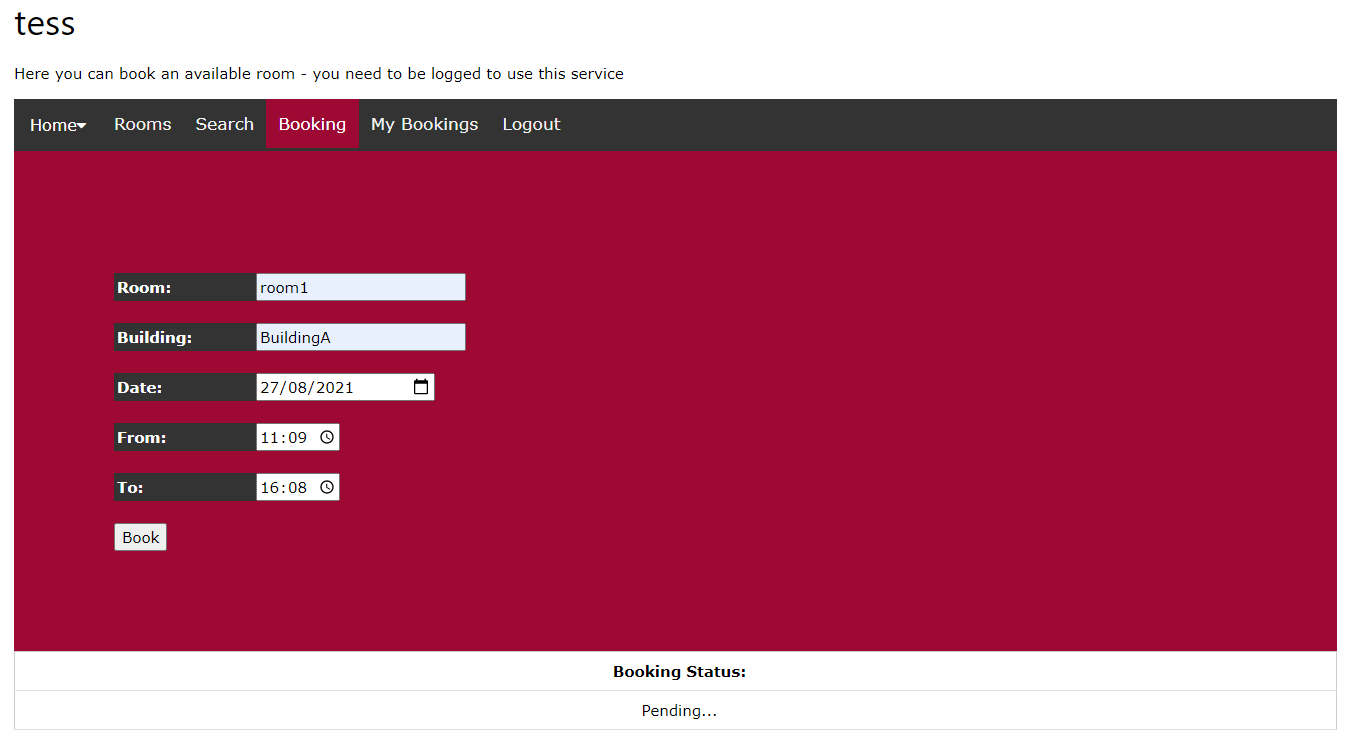 tess
Here you can book an available room - you need to be logged to use this service
Home Rooms Search Booking My Bookings Logout
Room: room1
Building: BuildingA
Date: 27/08/2021
From: 11:09
To: 16:08
Book
Booking Status:
Pending...